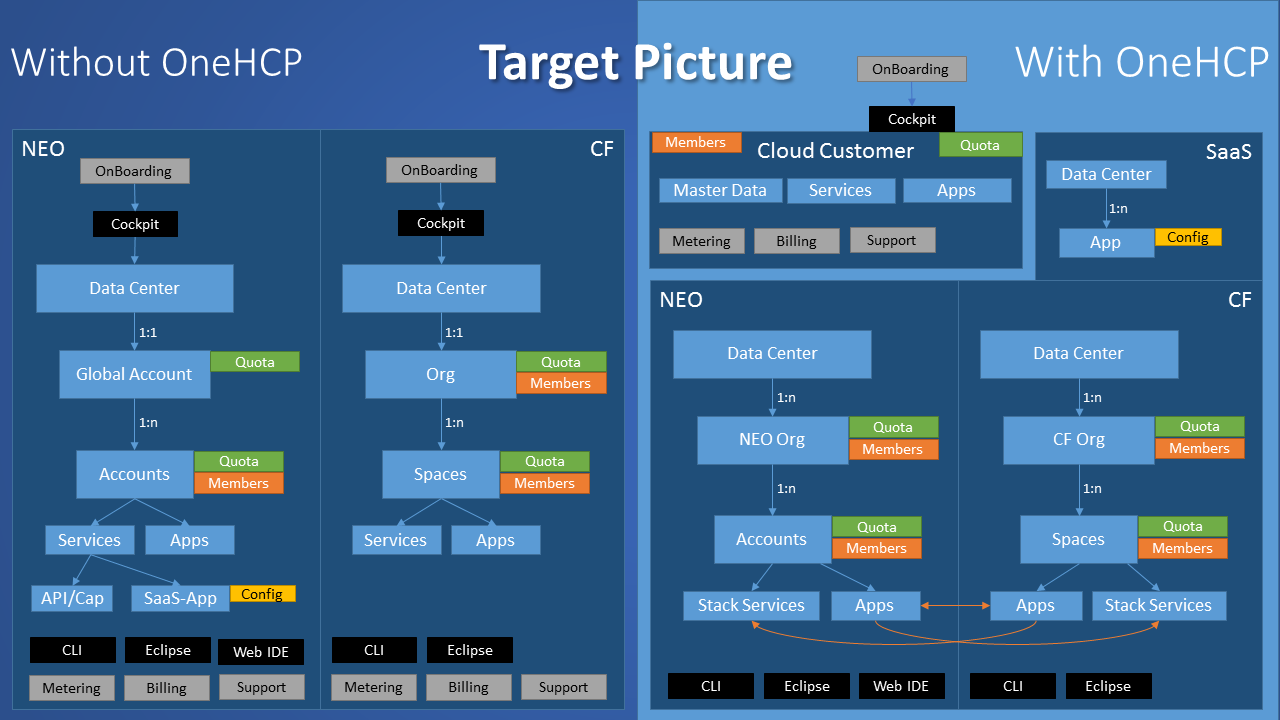 Without OneHCP
Target Picture
With OneHCP
NEO
OnBoarding
Cockpit
Data Center
1:1
Global Account
Quota
1:n
Accounts
Quota
Members
Services
Apps
API/Cap
SaaS-App
Config
CLI
Eclipse
Web IDE
Metering
Billing
Support
CF
OnBoarding
Cockpit
Data Center
1:1
Org
Quota
Members
1:n
Spaces
Quota
Members
Services
Apps
CLI
Eclipse
Metering
Billing
Support
OnBoarding
Cockpit
Members
Cloud Customer
Quota
Master Data
Services
Apps
Metering
Billing
Support
SaaS
Data Center
1:n
App
Config
NEO
Data Center
1:n
NEO Org
Quota
Members
1:n
Accounts
Quota
Members
Stack Services
Apps
CLI
Eclipse
Web IDE
CF
Data Center
1:n
CF Org
Quota
Members
1:n
Spaces
Quota
Members
Apps
Stack Services
CLI
Eclipse